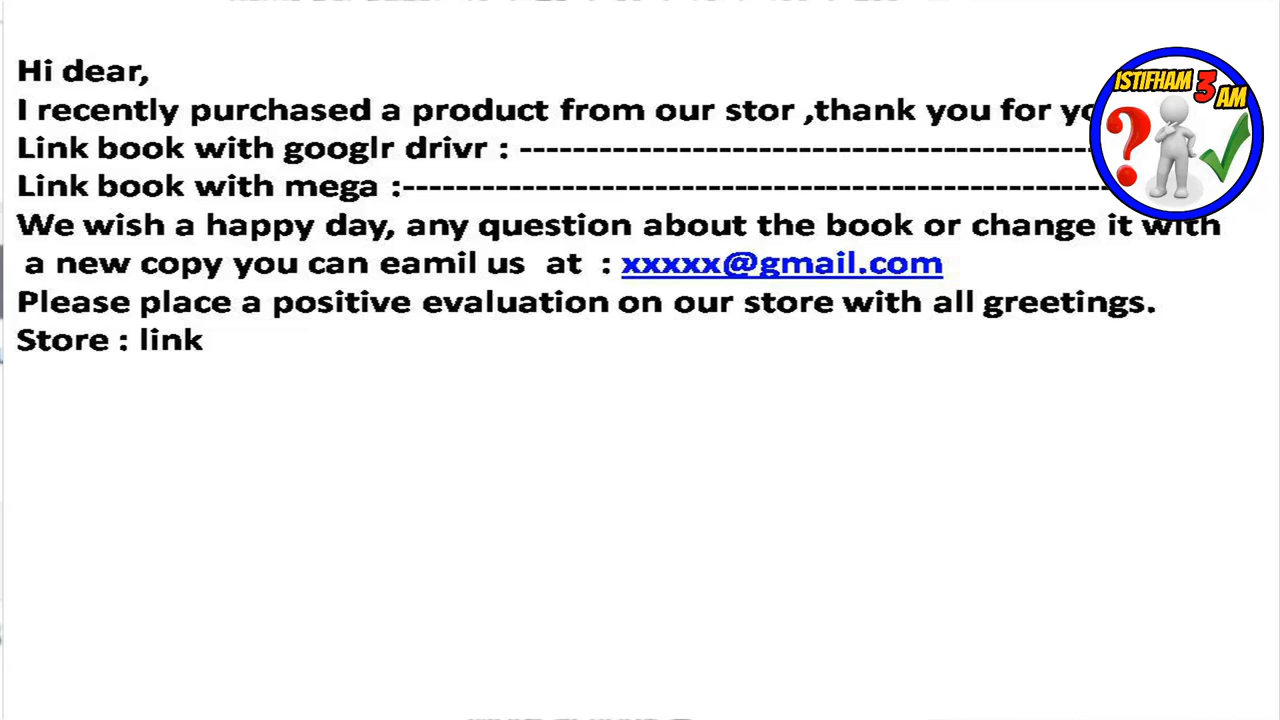 Hi dear,
I recently purchased a product from our stor ,thank you for
Link book with googlr drivr : ---------------------------------------------
Link book with mega :-------------------------------------------------------
We wish a happy day, any question about the book or change it with
a new copy you can eamil us at : xxxxx@gmail.com
Please place a positive evaluation on our store with all greetings.
Store : link
ISTIFHAM 3 AM